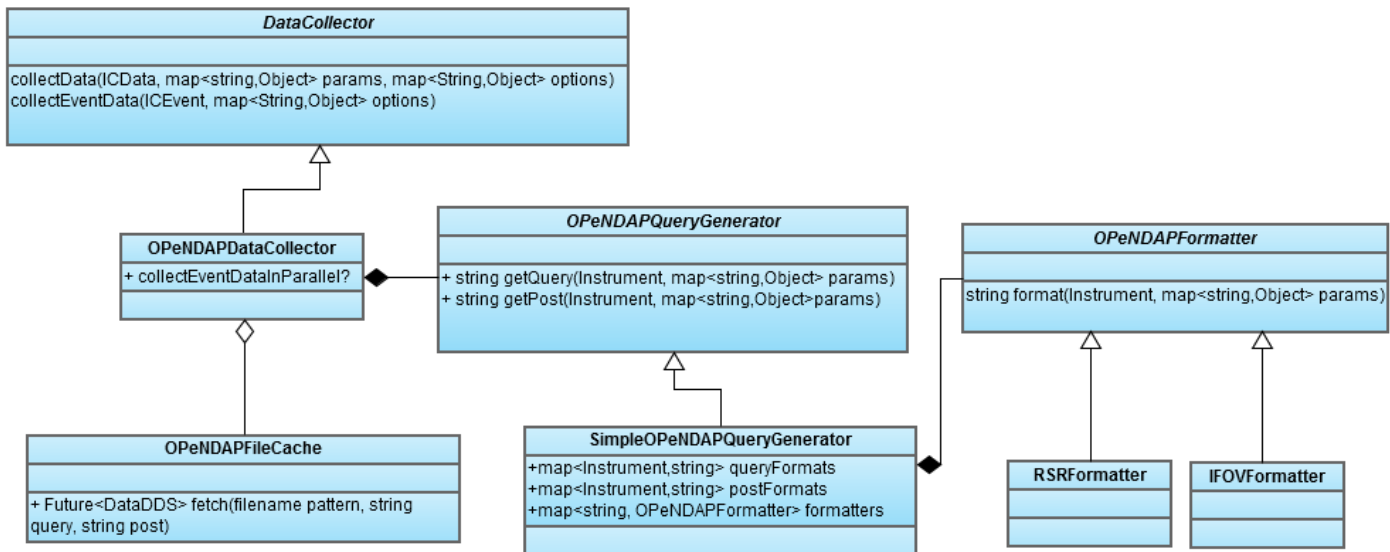 DataCollector
collectData(ICData, map<string,Object> params, map<String,Object> options)
collectEventData(ICEvent, map<String,Object> options)
OPeNDAPDataCollector
+ collectEventDataInParallel?
OPeNDAPQueryGenerator
+ string getQuery(Instrument, map<string,Object> params)
+ string getPost(Instrument, map<string,Object>params)
OPeNDAPFormatter
string format(Instrument, map<string,Object> params)
OPeNDAPFileCache
+ Future<DataDDS> fetch(filename pattern, string
query, string post)
SimpleOPeNDAPQueryGenerator
+map<Instrument,string> queryFormats
+map<Instrument,string> postFormats
+map<string, OPeNDAPFormatter> formatters
RSRFormatter
IFOVFormatter